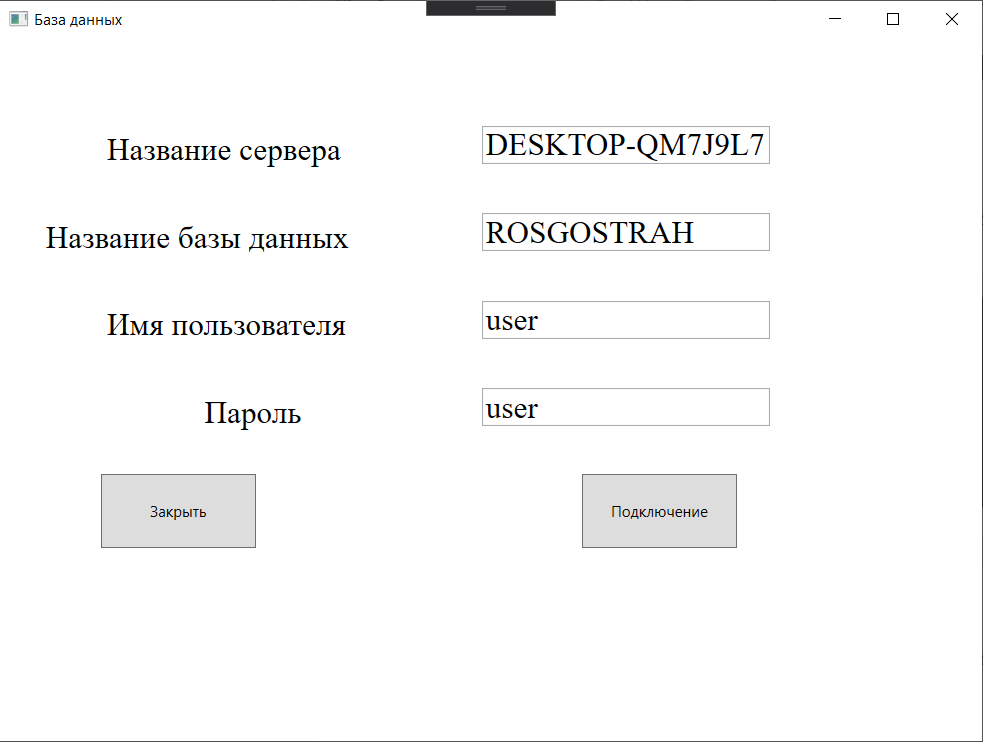 База данных
Название сервера DESKTOP-QM7J9L7
Название базы данных ROSGOSTRAH
Имя пользователя user
Пароль user
Закрыть Подключение